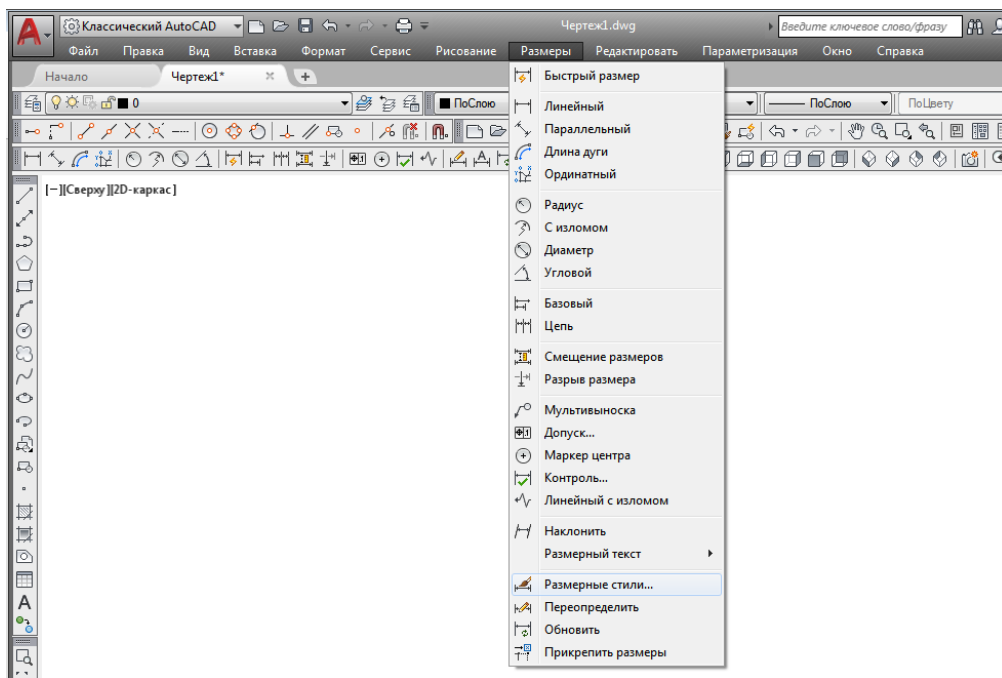 Классический AutoCAD
Чертеж1.dwg
Введите ключевое слово/фразу
Файл Правка Вид Вставка Формат Сервис Рисование Размеры Редактировать Параметризация Окно Справка
Начало Чертеж1*
0
ПоСлою
ПоСлою
ПоЦвету
[−][Сверху][2D-каркас]
Быстрый размер
Линейный
Параллельный
Длина дуги
Ординатный
Радиус
С изломом
Диаметр
Угловой
Базовый
Цепь
Смещение размеров
Разрыв размера
Мультивыноска
Допуск...
Маркер центра
Контроль...
Линейный с изломом
Наклонить
Размерный текст
Размерные стили...
Переопределить
Обновить
Прикрепить размеры